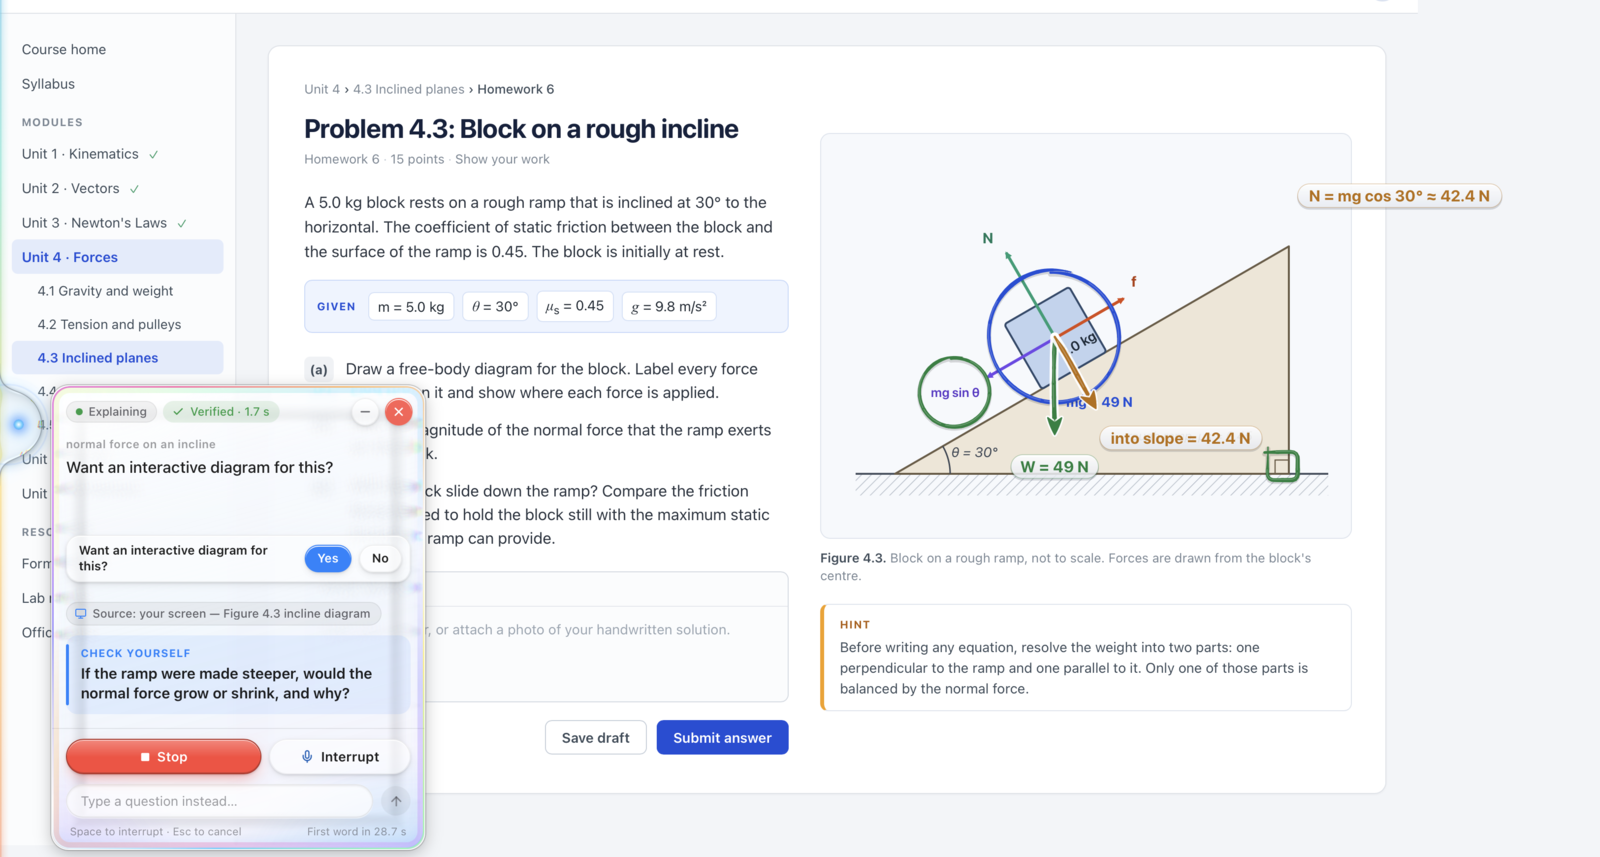 Course home
Syllabus
MODULES
Unit 1 · Kinematics ✓
Unit 2 · Vectors ✓
Unit 3 · Newton's Laws ✓
Unit 4 · Forces
4.1 Gravity and weight
4.2 Tension and pulleys
4.3 Inclined planes
4.4
Unit
Unit
RESO
Form
Lab
Offic
Unit 4 › 4.3 Inclined planes › Homework 6
Problem 4.3: Block on a rough incline
Homework 6 · 15 points · Show your work
A 5.0 kg block rests on a rough ramp that is inclined at 30° to the
horizontal. The coefficient of static friction between the block and
the surface of the ramp is 0.45. The block is initially at rest.
GIVEN m = 5.0 kg θ = 30° μs = 0.45 g = 9.8 m/s²
(a) Draw a free-body diagram for the block. Label every force
n it and show where each force is applied.
agnitude of the normal force that the ramp exerts
k.
ck slide down the ramp? Compare the friction
ed to hold the block still with the maximum static
ramp can provide.
r, or attach a photo of your handwritten solution.
Save draft
Submit answer
Explaining
✓ Verified · 1.7 s
normal force on an incline
Want an interactive diagram for this?
Want an interactive diagram for
this?
Yes
No
Source: your screen — Figure 4.3 incline diagram
CHECK YOURSELF
If the ramp were made steeper, would the
normal force grow or shrink, and why?
Stop
Interrupt
Type a question instead...
Space to interrupt · Esc to cancel
First word in 28.7 s
N = mg cos 30° ≈ 42.4 N
N
f
.0 kg
mg sin θ
mg
49 N
into slope = 42.4 N
θ = 30°
W = 49 N
Figure 4.3. Block on a rough ramp, not to scale. Forces are drawn from the block's
centre.
HINT
Before writing any equation, resolve the weight into two parts: one
perpendicular to the ramp and one parallel to it. Only one of those parts is
balanced by the normal force.